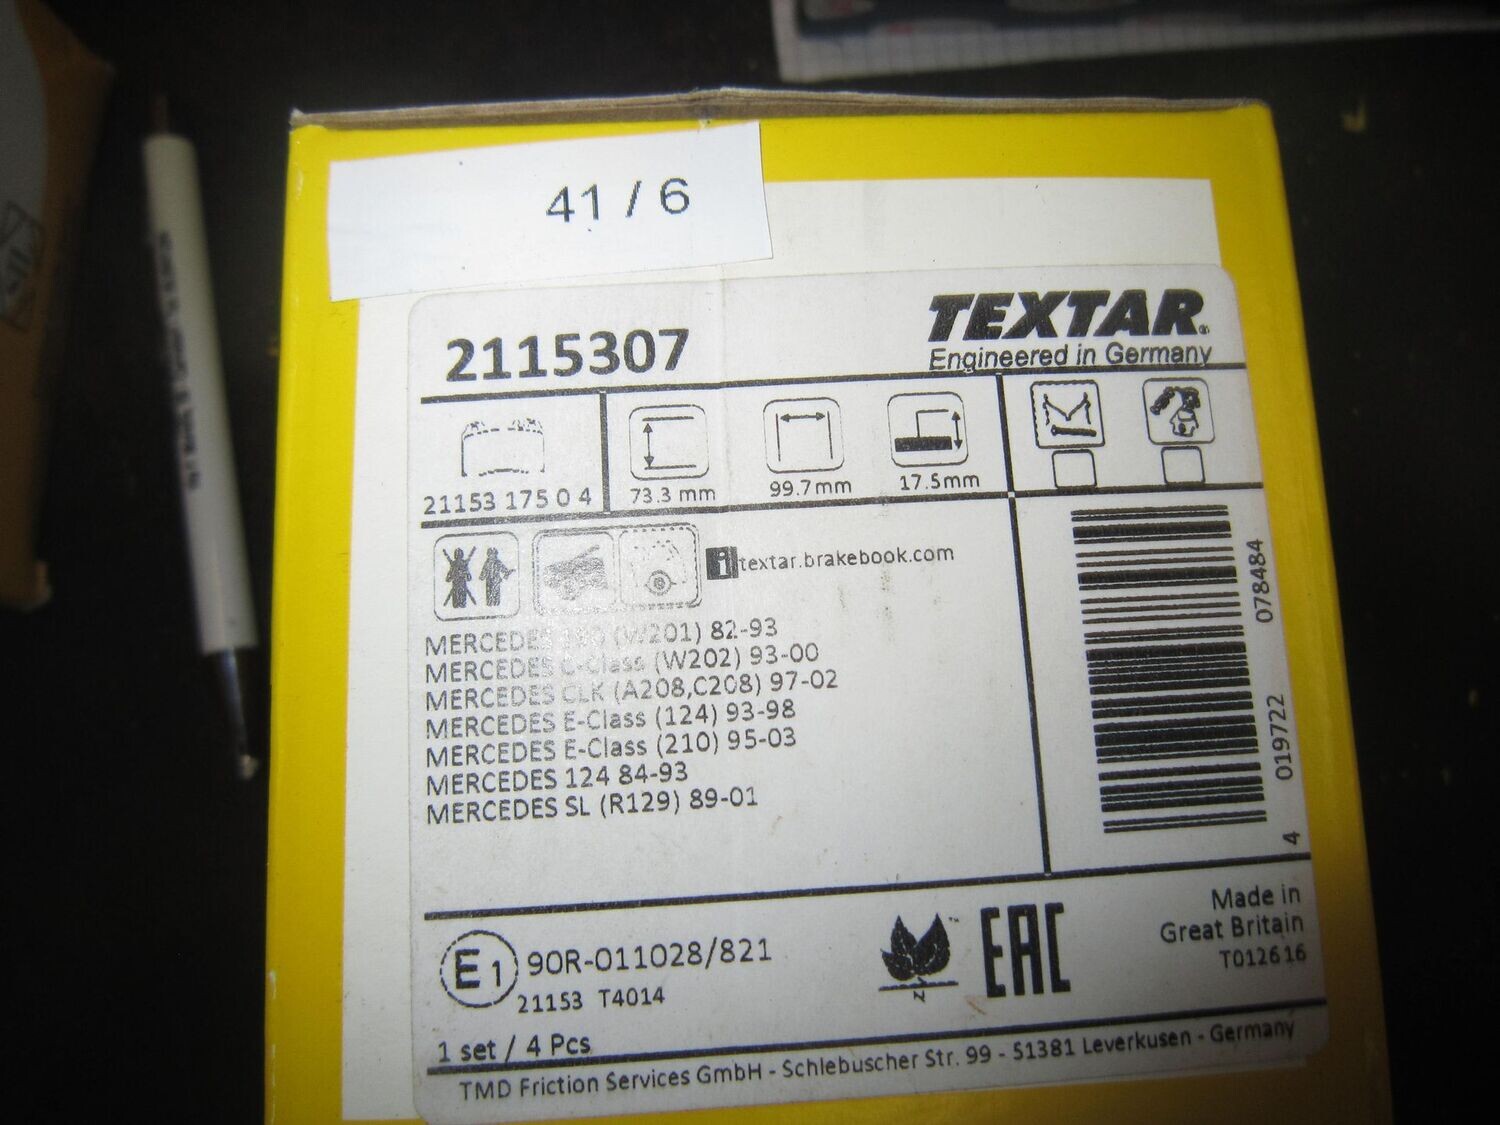 41 / 6
2115307
TEXTAR
Engineered in Germany
21153 175 0 4
73.3 mm
99.7mm
17.5mm
i textar.brakebook.com
MERCEDES 190 (W201) 82-93
MERCEDES C-Class (W202) 93-00
MERCEDES CLK (A208,C208) 97-02
MERCEDES E-Class (124) 93-98
MERCEDES E-Class (210) 95-03
MERCEDES 124 84-93
MERCEDES SL (R129) 89-01
4 019722 078484
E1 90R-011028/821
21153 T4014
EAC
Made in
Great Britain
T012616
1 set / 4 Pcs
TMD Friction Services GmbH - Schlebuscher Str. 99 - 51381 Leverkusen - Germany